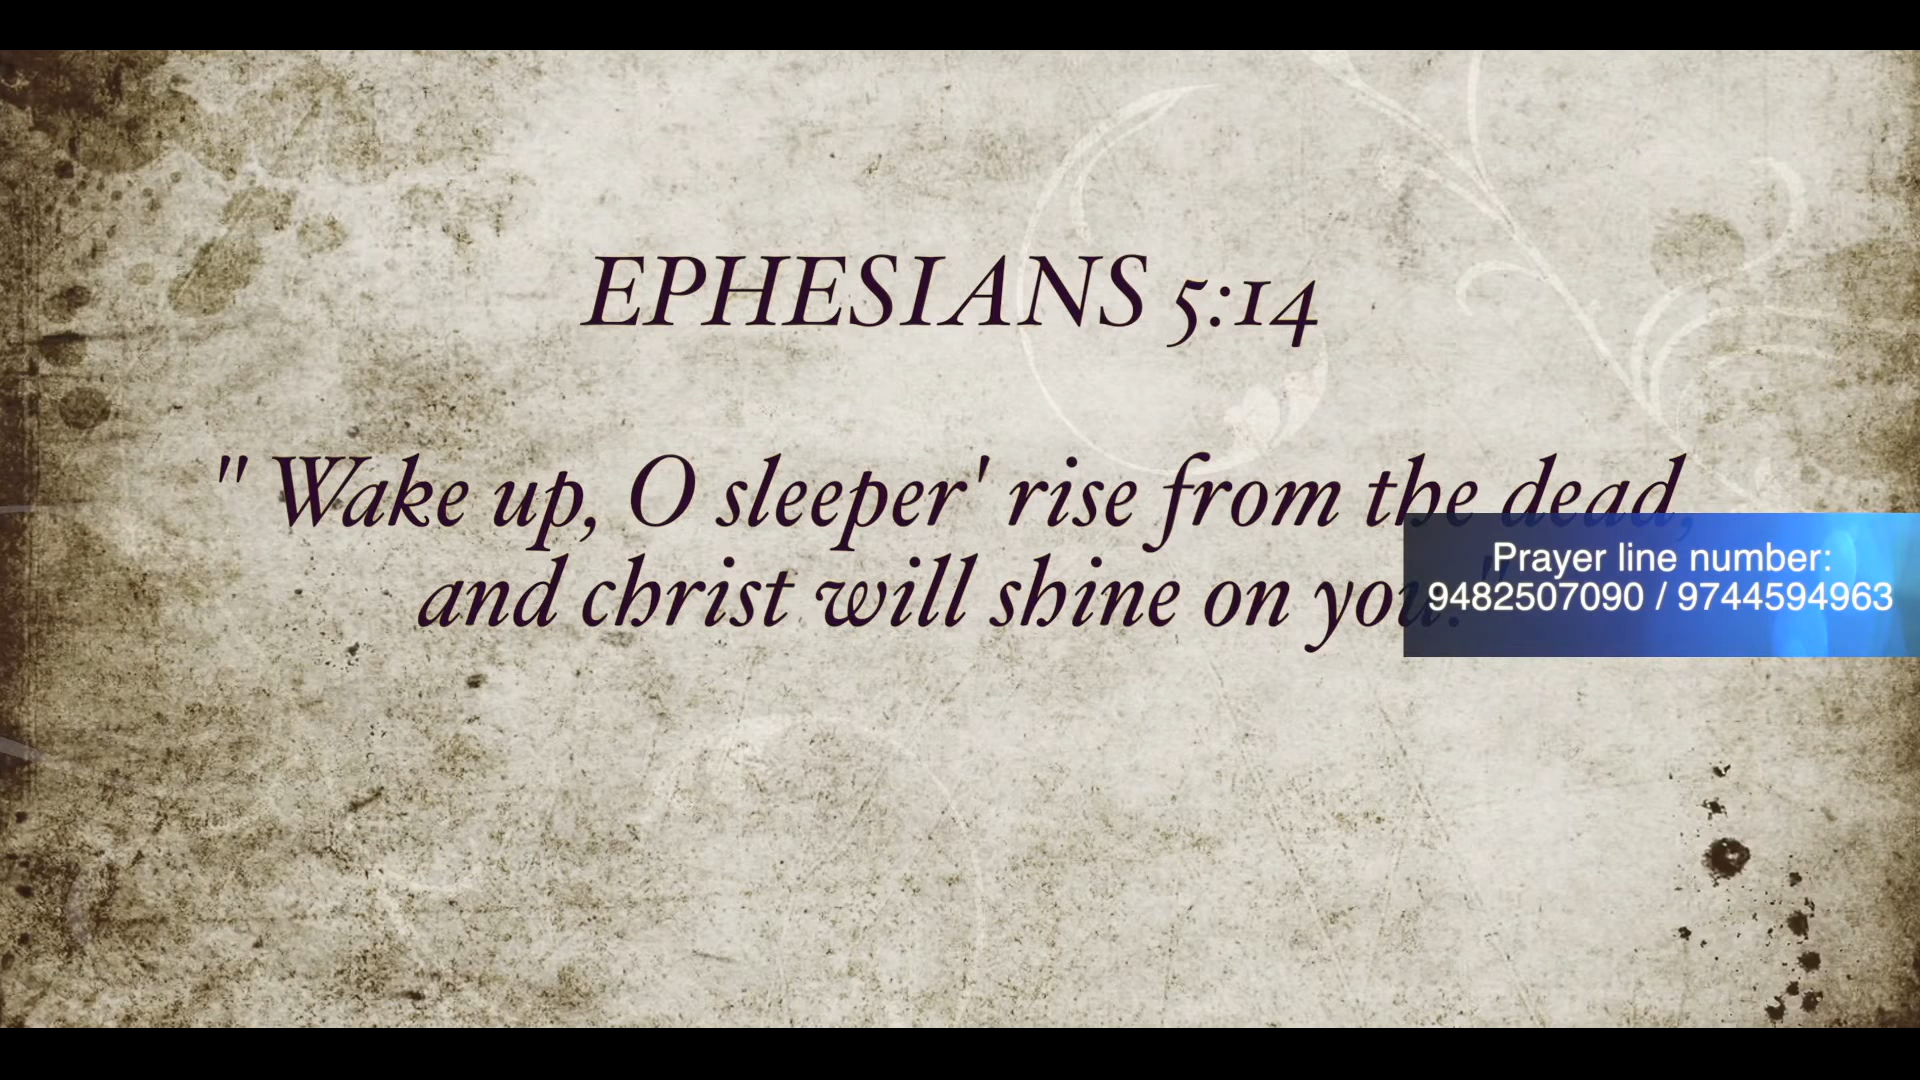 EPHESIANS 5:14
" Wake up, O sleeper' rise from the dead,
and christ will shine on you."
Prayer line number:
9482507090 / 9744594963